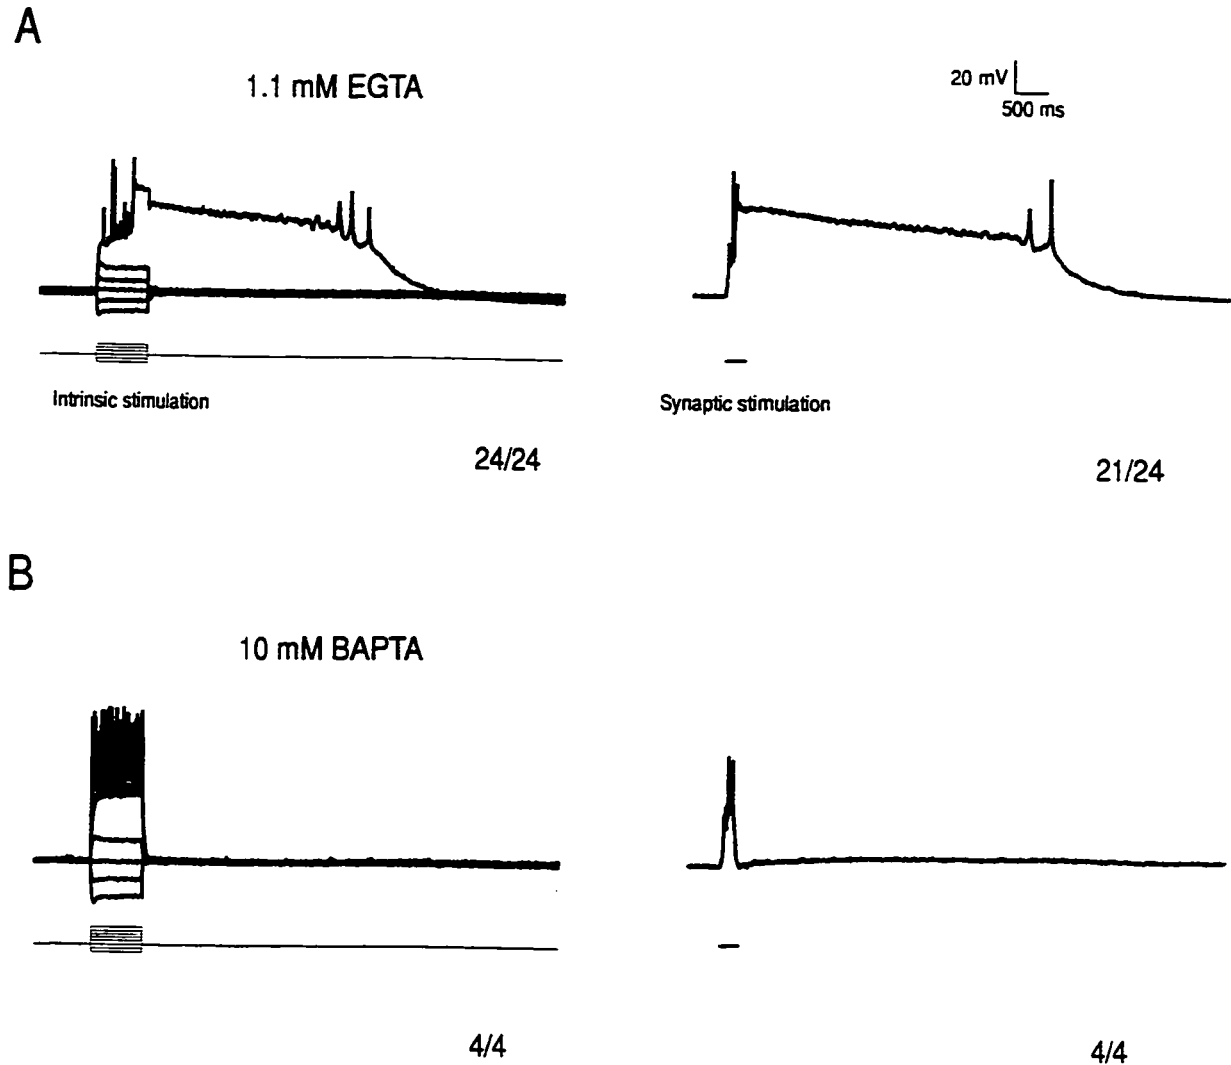 A
1.1 mM EGTA
20 mV
500 ms
Intrinsic stimulation
Synaptic stimulation
24/24
21/24
B
10 mM BAPTA
4/4
4/4